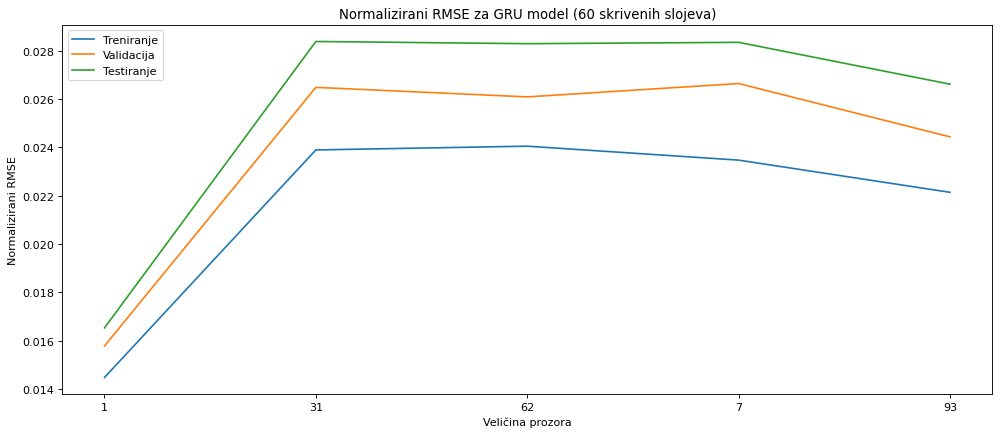 Normalizirani RMSE za GRU model (60 skrivenih slojeva)
Treniranje
Validacija
Testiranje
Normalizirani RMSE
0.028
0.026
0.024
0.022
0.020
0.018
0.016
0.014
1 31 62 7 93
Veličina prozora